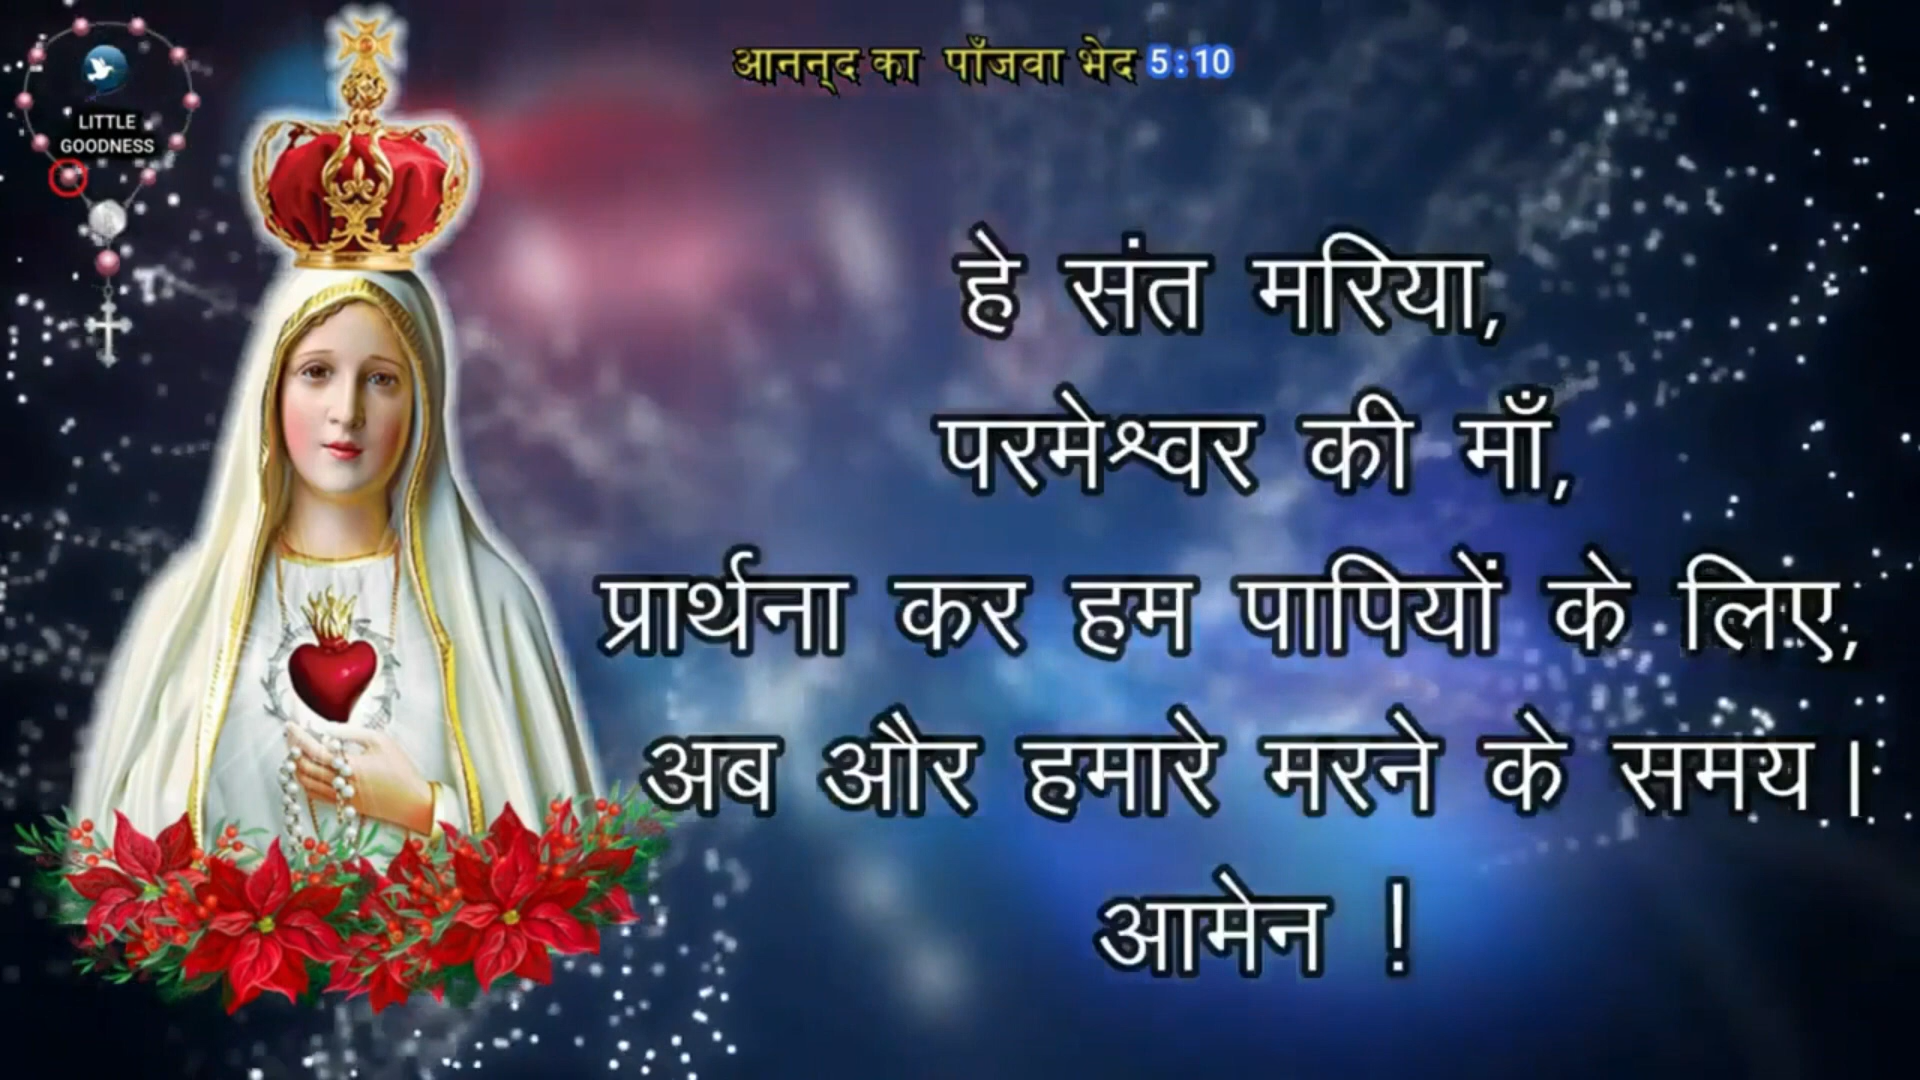 LITTLE
GOODNESS
आनन्द का पाँजवा भेद 5:10
हे संत मरिया,
परमेश्वर की माँ,
प्रार्थना कर हम पापियों के लिए,
अब और हमारे मरने के समय।
आमेन !